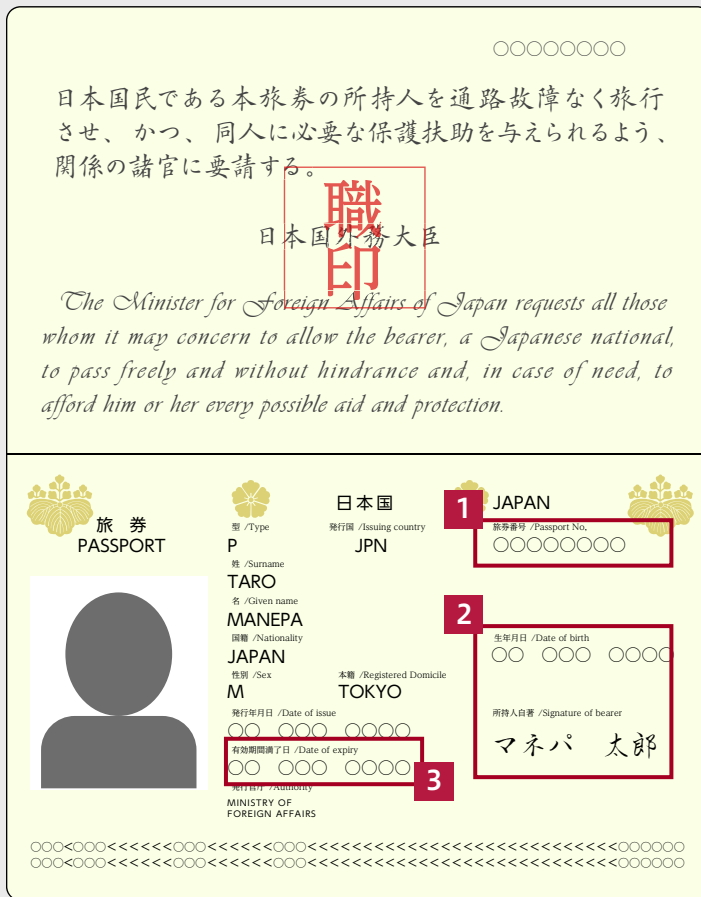 ○○○○○○○○
日本国民である本旅券の所持人を通路故障なく旅行
させ、かつ、同人に必要な保護扶助を与えられるよう、
関係の諸官に要請する。
職
日本国外務大臣
印
The Minister for Foreign Affairs of Japan requests all those
whom it may concern to allow the bearer, a Japanese national,
to pass freely and without hindrance and, in case of need, to
afford him or her every possible aid and protection.
旅 券
PASSPORT
型 /Type
P
発行国 /Issuing country
日本国
JPN
1
JAPAN
旅券番号 /Passport No.
○○○○○○○○
姓 /Surname
TARO
名 /Given name
MANEPA
国籍 /Nationality
JAPAN
性別 /Sex
M
本籍 /Registered Domicile
TOKYO
2
生年月日 /Date of birth
○○ ○○○ ○○○○
所持人自著 /Signature of bearer
マネパ 太郎
発行年月日 /Date of issue
○○ ○○○ ○○○○
有効期間満了日 /Date of expiry
○○ ○○○ ○○○○
3
発行官庁 /Authority
MINISTRY OF
FOREIGN AFFAIRS
○○○<○○○<<<<<<○○○<<<<<<○○○<<<<<<<<<<<<<<<<<<<<<<<<<<<○○○○○○
○○○<○○○<<<<<<○○○<<<<<<○○○<<<<<<<<<<<<<<<<<<<<<<<<<<<○○○○○○